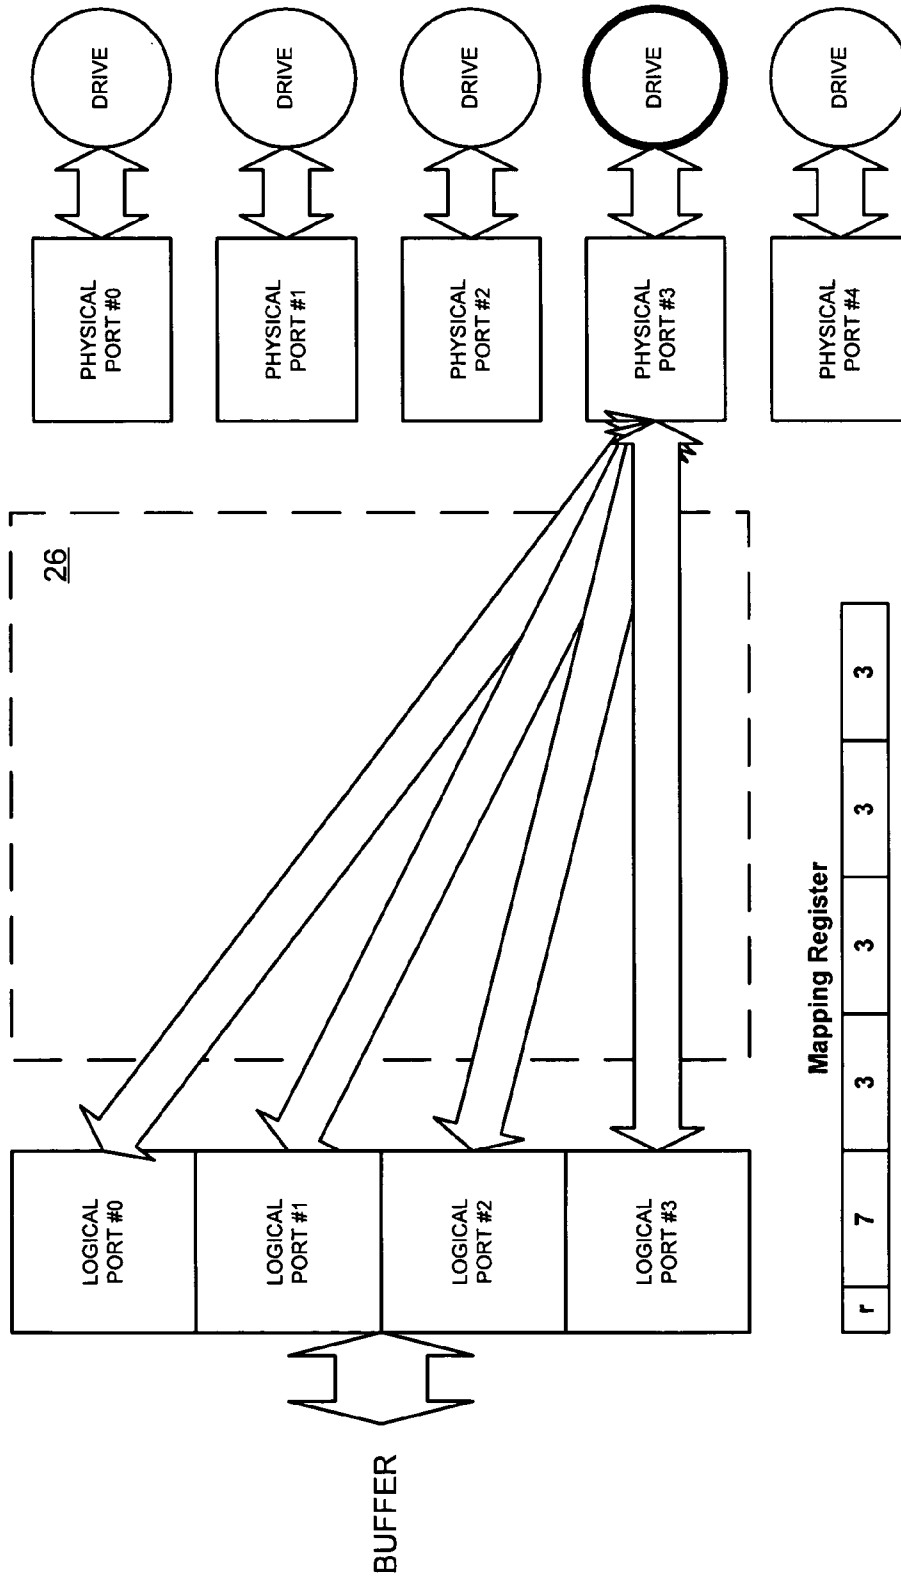 26
BUFFER
LOGICAL
PORT #0
LOGICAL
PORT #1
LOGICAL
PORT #2
LOGICAL
PORT #3
PHYSICAL
PORT #0
PHYSICAL
PORT #1
PHYSICAL
PORT #2
PHYSICAL
PORT #3
PHYSICAL
PORT #4
DRIVE
DRIVE
DRIVE
DRIVE
DRIVE
Mapping Register
r 7 3 3 3 3